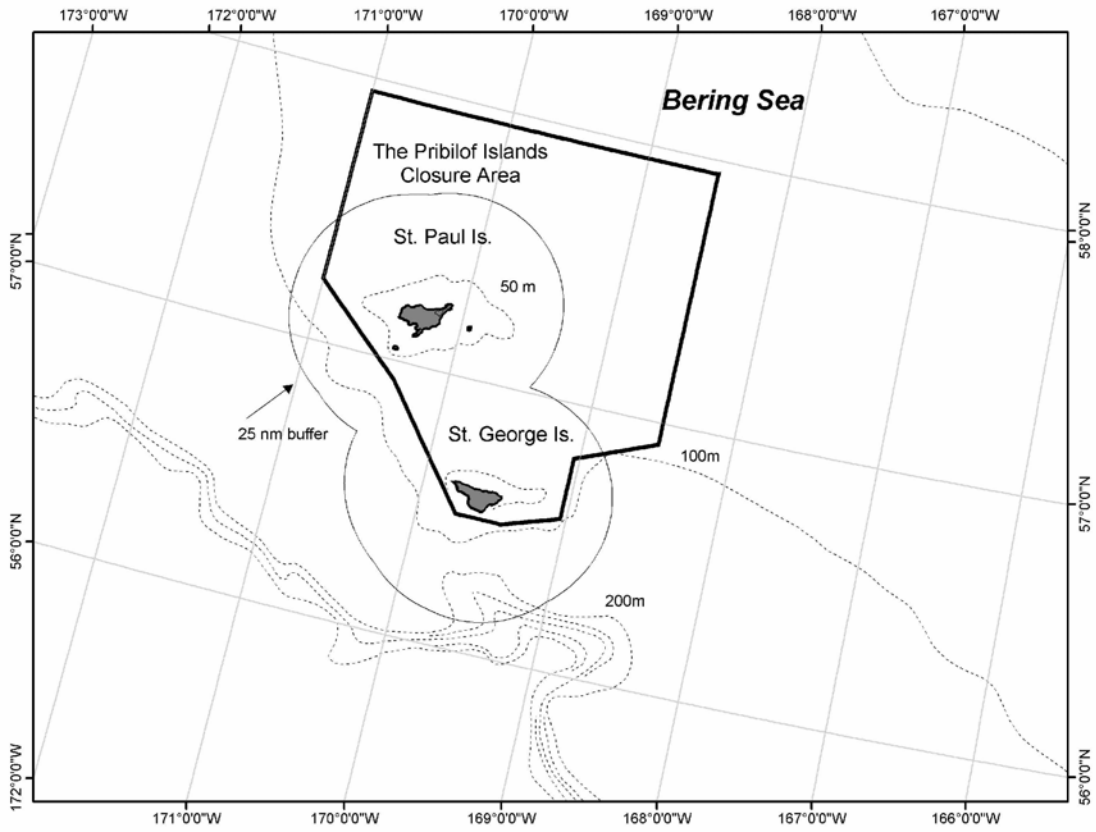 173°0'0"W
172°0'0"W
171°0'0"W
170°0'0"W
169°0'0"W
168°0'0"W
167°0'0"W
Bering Sea
The Pribilof Islands
Closure Area
St. Paul Is.
50 m
58°0'0"N
57°0'0"N
25 nm buffer
St. George Is.
100m
57°0'0"N
56°0'0"N
200m
172°0'0"W
56°0'0"N
171°0'0"W
170°0'0"W
169°0'0"W
168°0'0"W
167°0'0"W
166°0'0"W